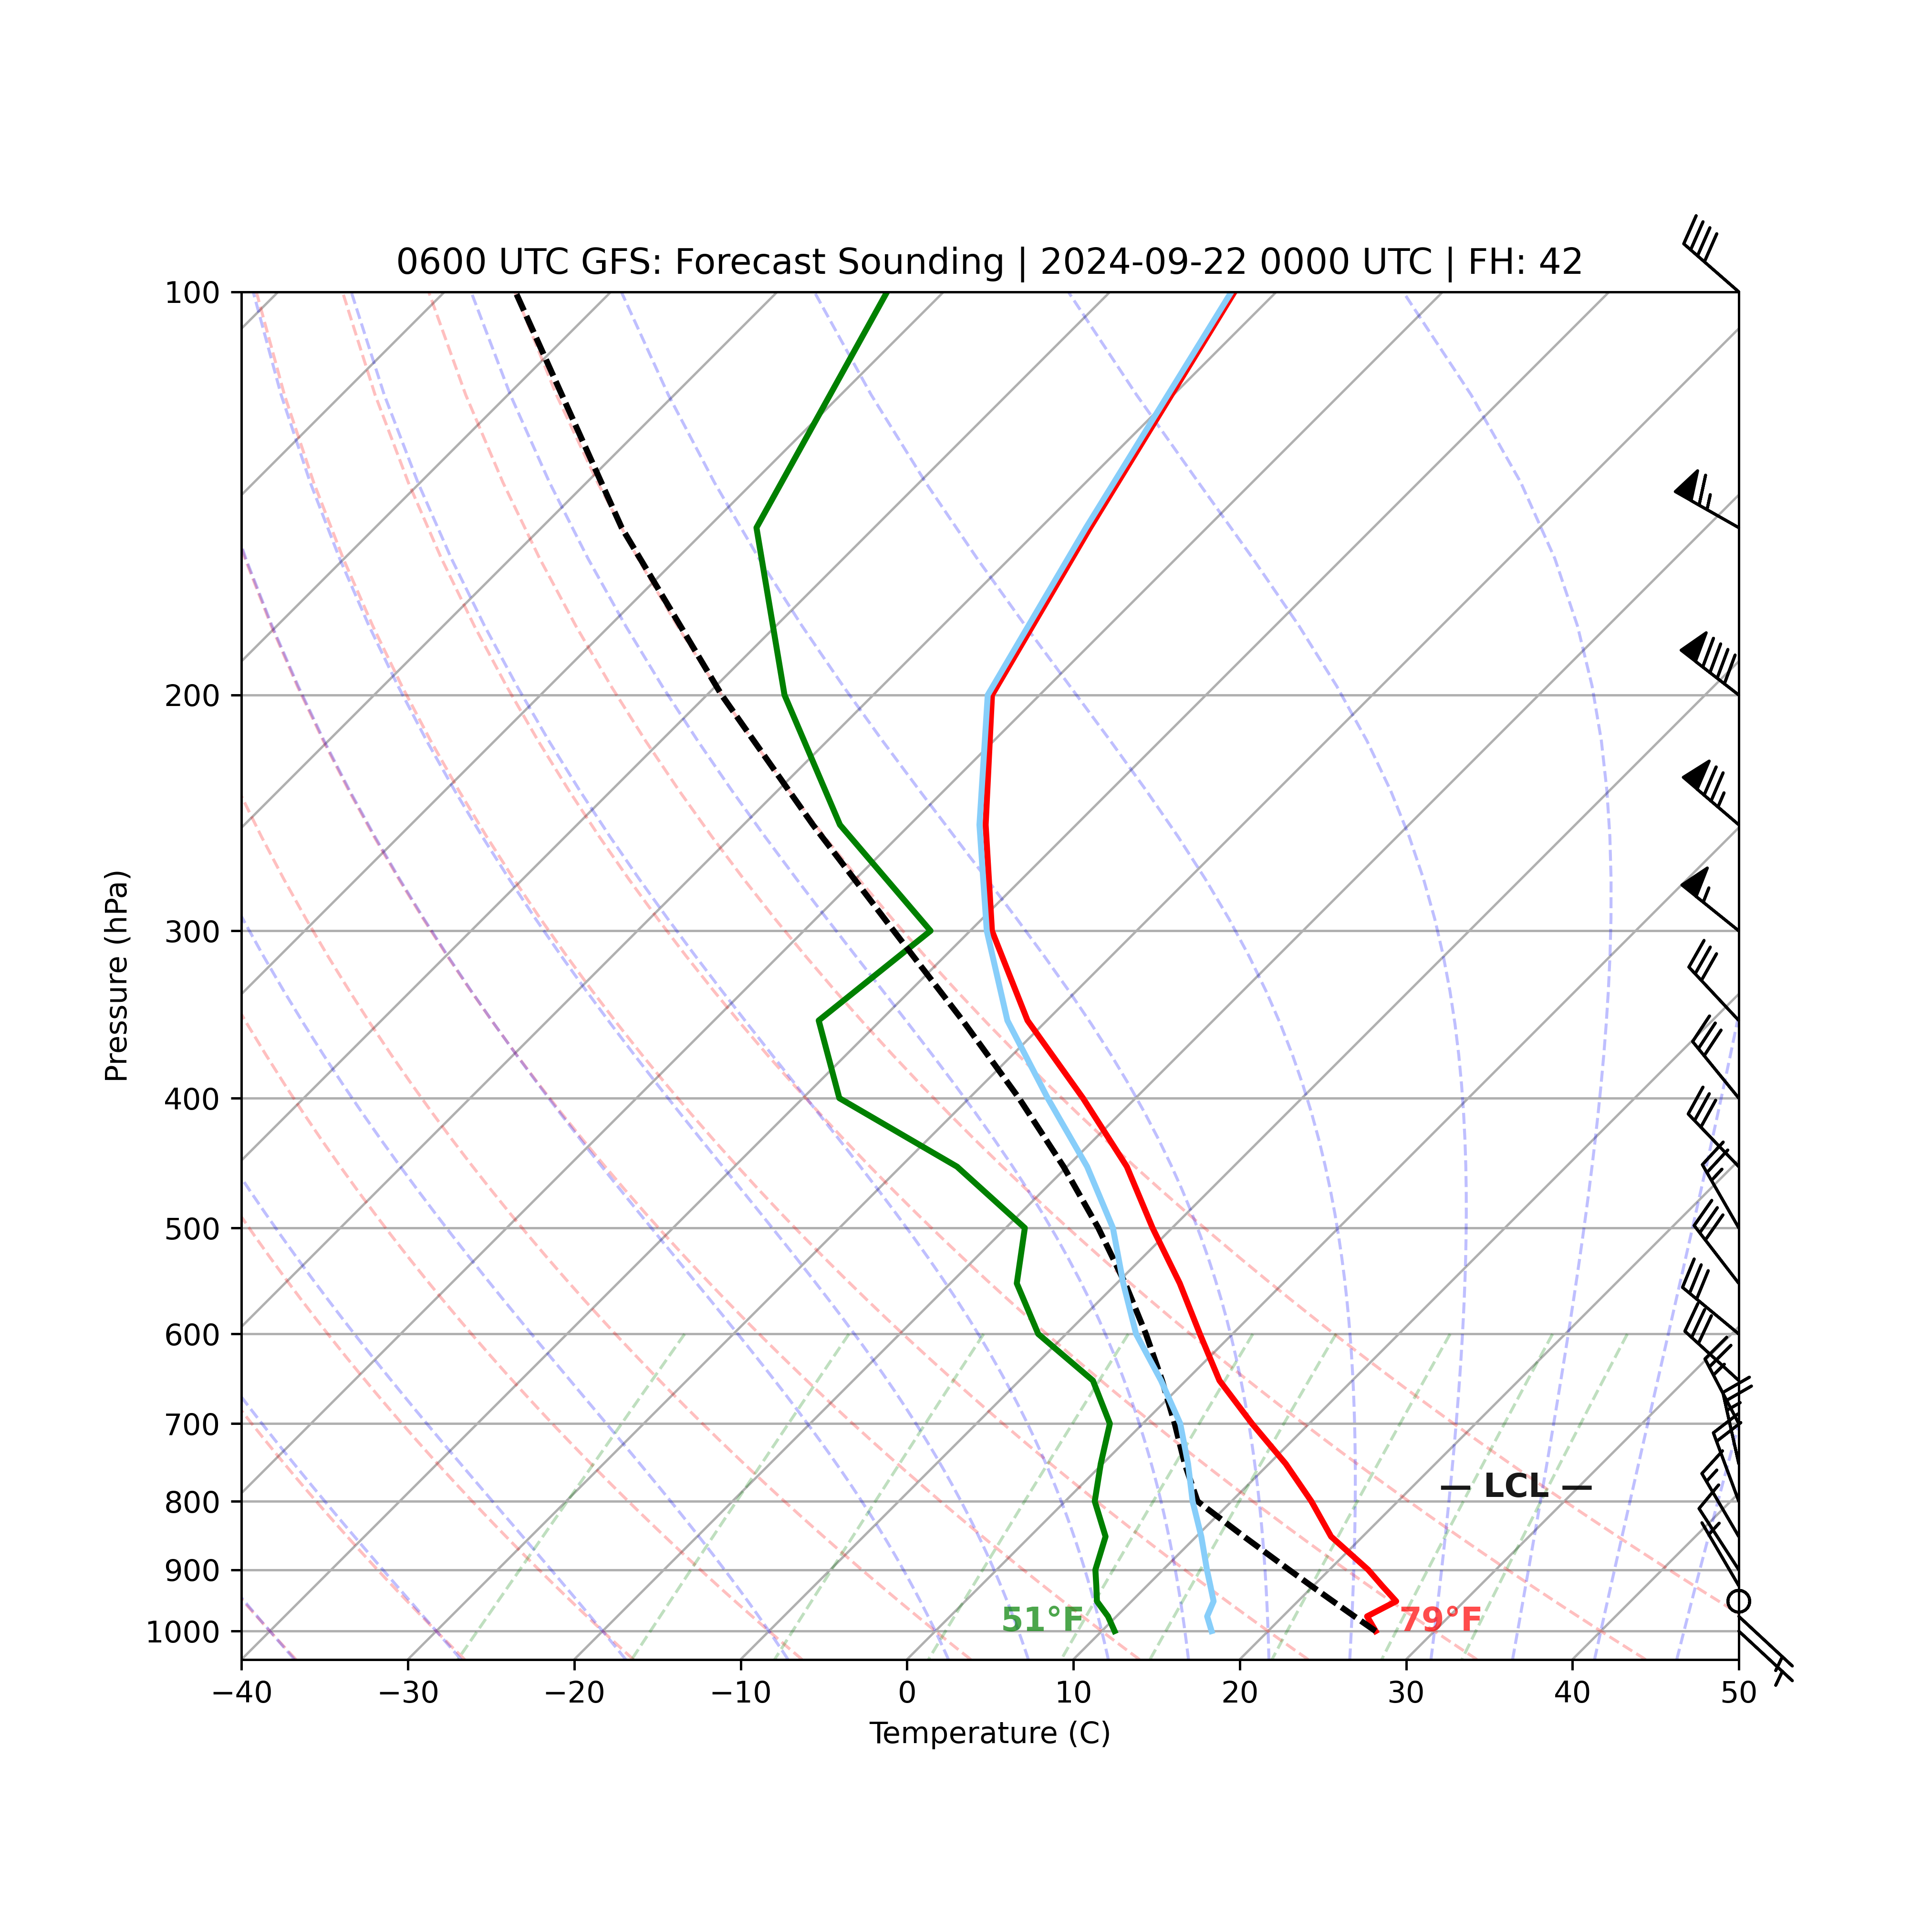 0600 UTC GFS: Forecast Sounding | 2024-09-22 0000 UTC | FH: 42
100
200
300
400
500
600
700
800
900
1000
Pressure (hPa)
— LCL —
51°F
79°F
−40 −30 −20 −10 0 10 20 30 40 50
Temperature (C)